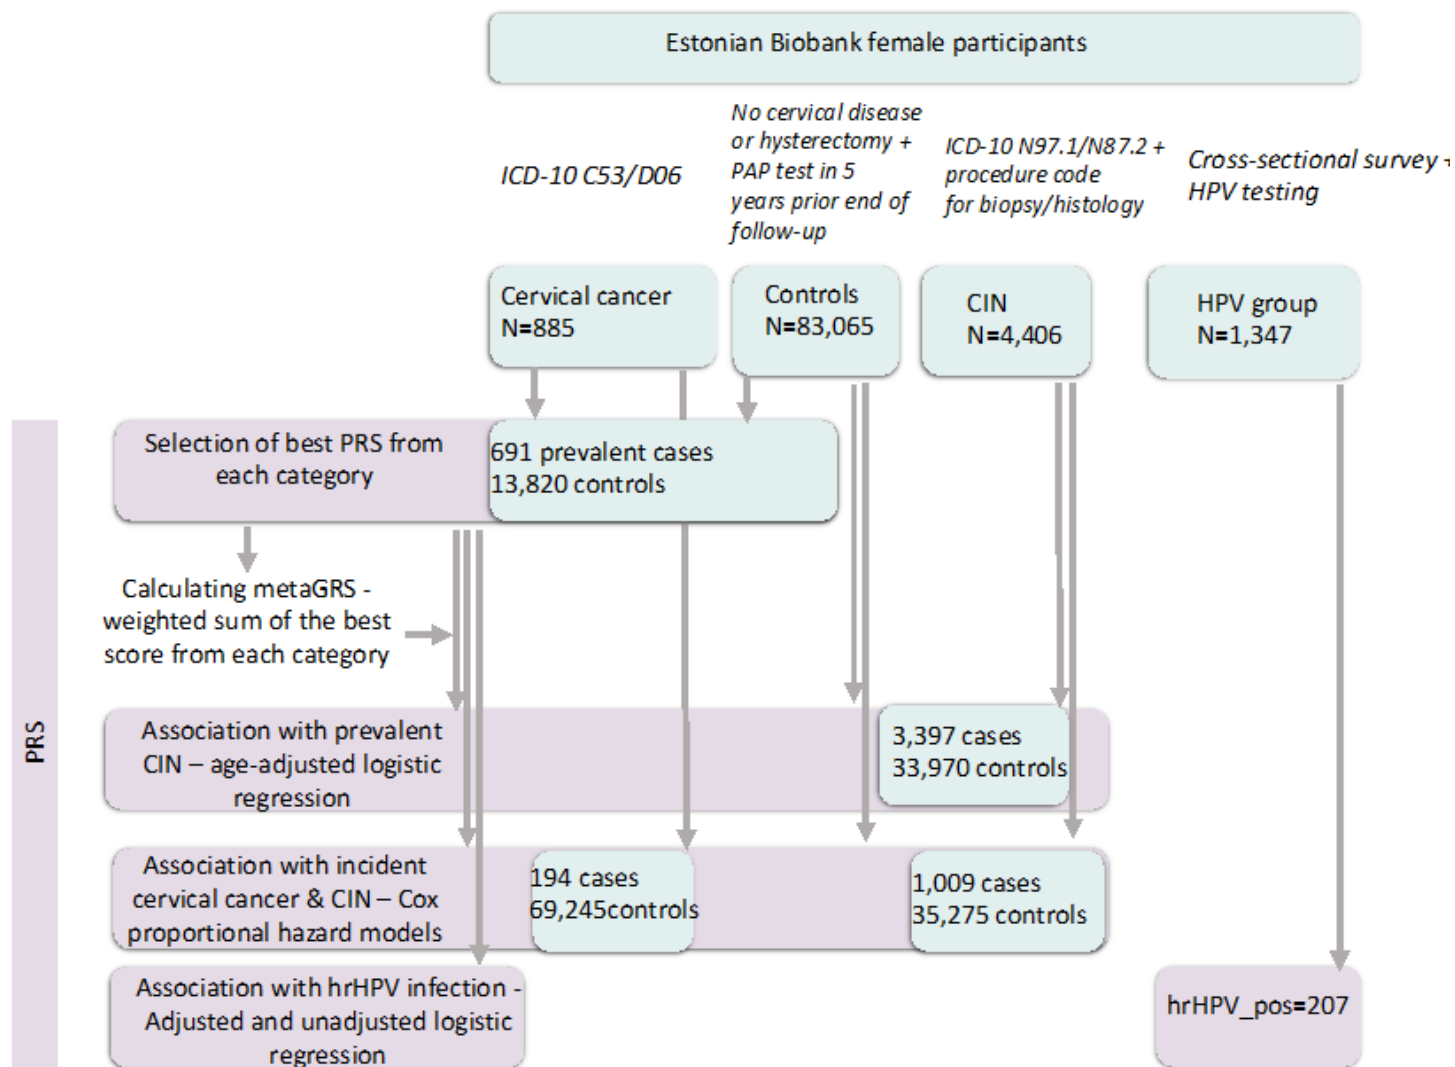 Estonian Biobank female participants
ICD-10 C53/D06
No cervical disease
or hysterectomy +
PAP test in 5
years prior end of
follow-up
ICD-10 N97.1/N87.2 +
procedure code
for biopsy/histology
Cross-sectional survey +
HPV testing
Cervical cancer
N=885
Controls
N=83,065
CIN
N=4,406
HPV group
N=1,347
PRS
Selection of best PRS from
each category
691 prevalent cases
13,820 controls
Calculating metaGRS -
weighted sum of the best
score from each category
Association with prevalent
CIN – age-adjusted logistic
regression
3,397 cases
33,970 controls
Association with incident
cervical cancer & CIN – Cox
proportional hazard models
194 cases
69,245controls
1,009 cases
35,275 controls
Association with hrHPV infection -
Adjusted and unadjusted logistic
regression
hrHPV_pos=207